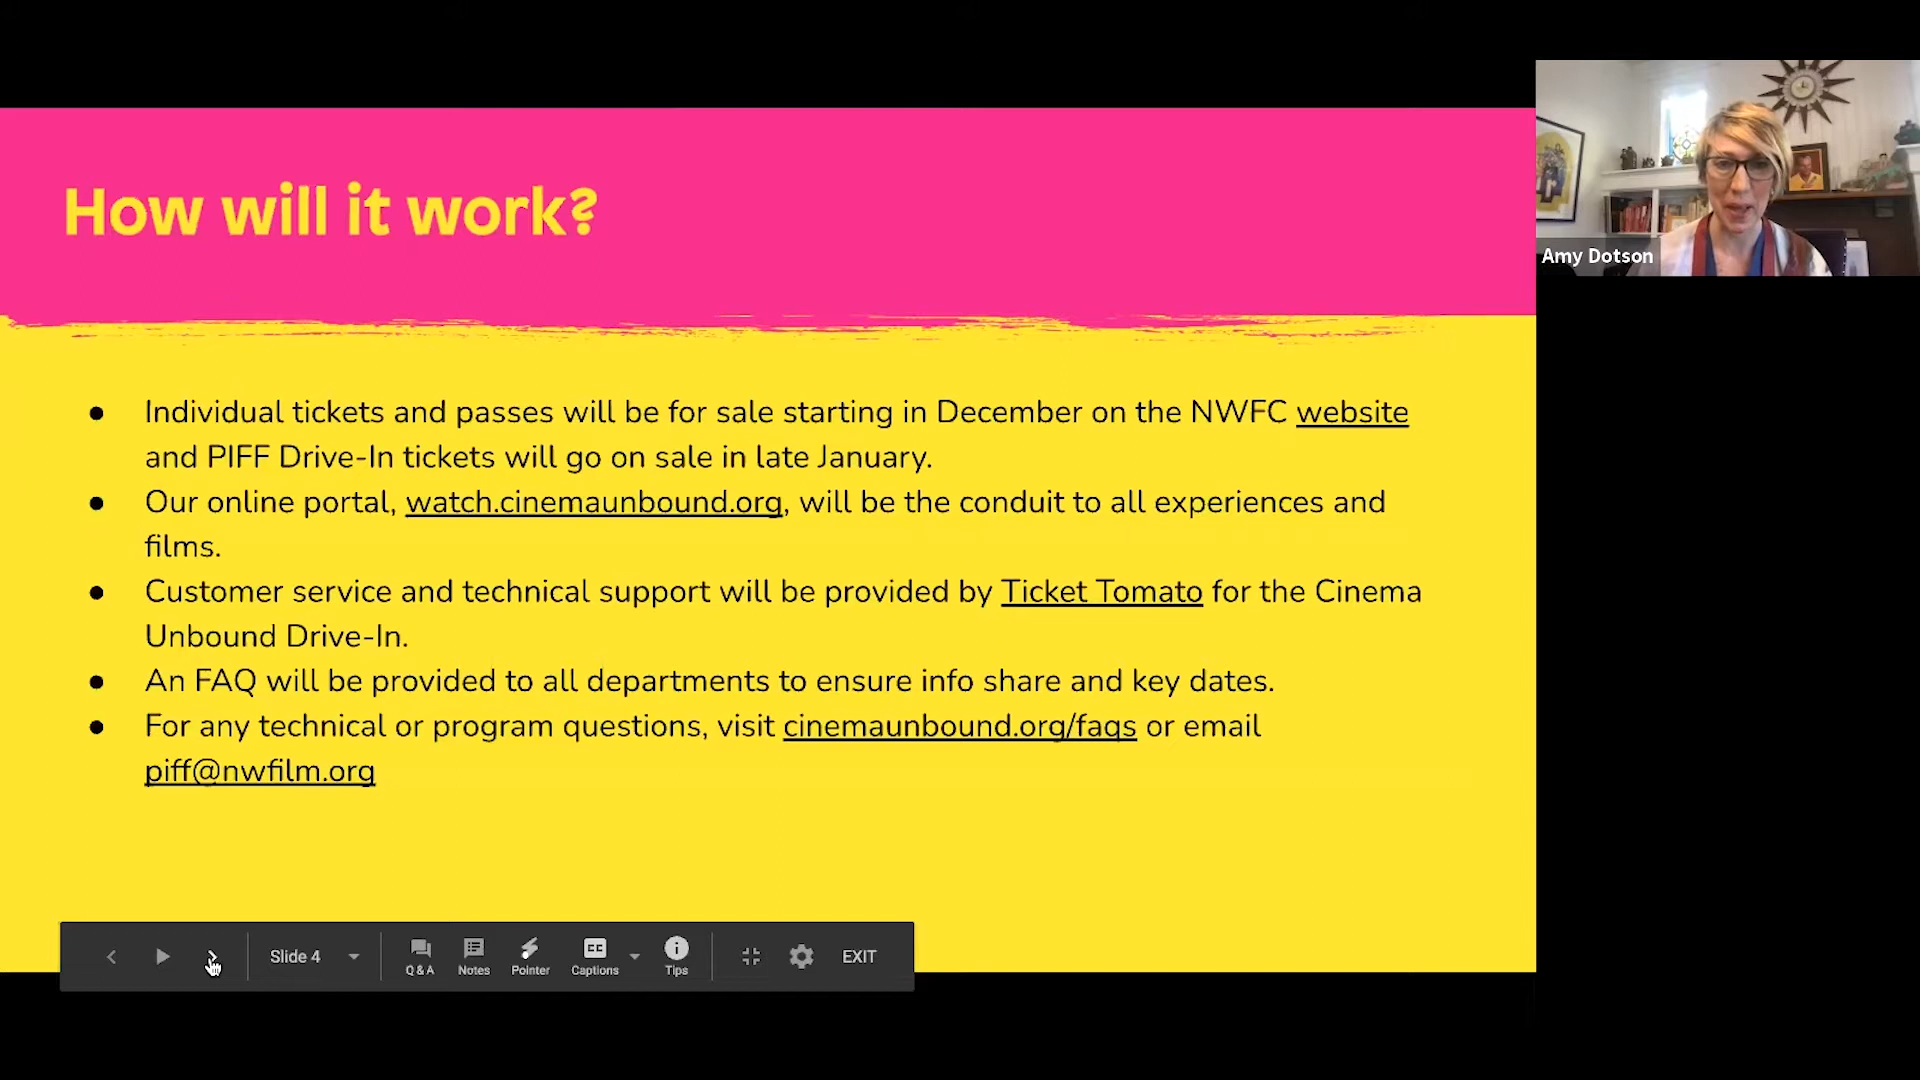 How will it work?
Amy Dotson
● Individual tickets and passes will be for sale starting in December on the NWFC website
and PIFF Drive-In tickets will go on sale in late January.
● Our online portal, watch.cinemaunbound.org, will be the conduit to all experiences and
films.
● Customer service and technical support will be provided by Ticket Tomato for the Cinema
Unbound Drive-In.
● An FAQ will be provided to all departments to ensure info share and key dates.
● For any technical or program questions, visit cinemaunbound.org/faqs or email
piff@nwfilm.org
Slide 4
Q & A
Notes
Pointer
CC
Captions
Tips
EXIT